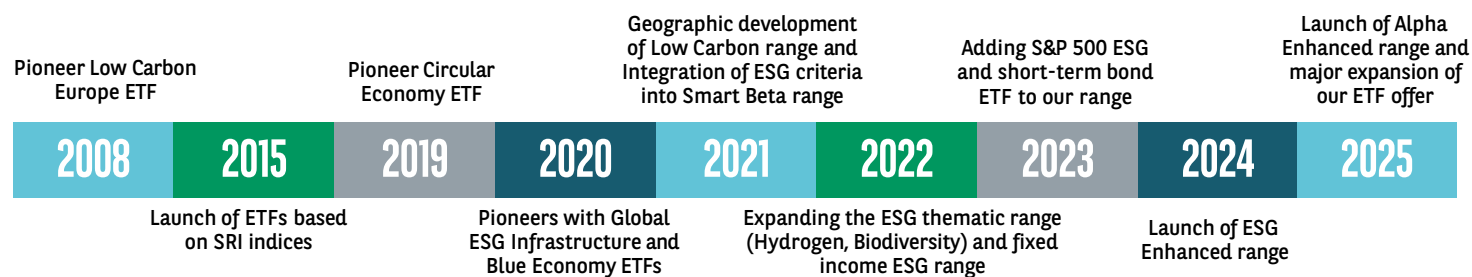 Pioneer Low Carbon
Europe ETF
2008
2015
Launch of ETFs based
on SRI indices
Pioneer Circular
Economy ETF
2019
2020
Pioneers with Global
ESG Infrastructure and
Blue Economy ETFs
Geographic development
of Low Carbon range and
Integration of ESG criteria
into Smart Beta range
2021
2022
Expanding the ESG thematic range
(Hydrogen, Biodiversity) and fixed
income ESG range
Adding S&P 500 ESG
and short-term bond
ETF to our range
2023
2024
Launch of ESG
Enhanced range
Launch of Alpha
Enhanced range and
major expansion of
our ETF offer
2025